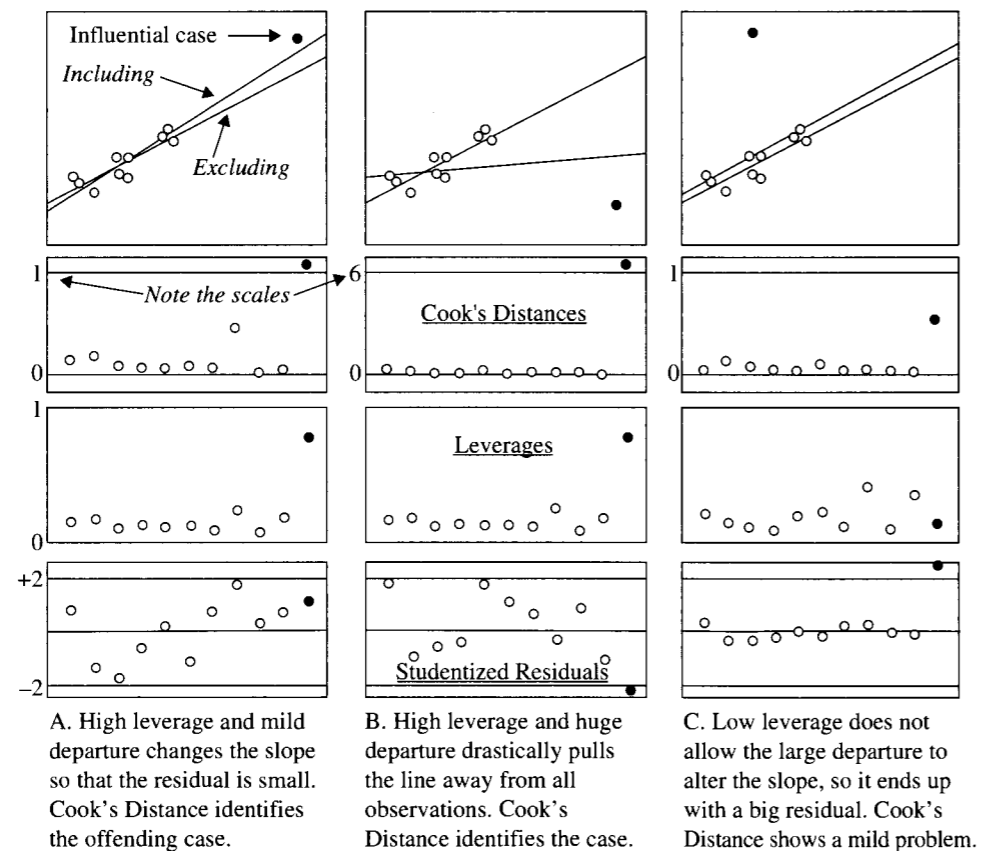 Influential case
Including
Excluding
1
Note the scales
0
6
Cook's Distances
0
1
0
1
0
Leverages
+2
−2
Studentized Residuals
A. High leverage and mild
departure changes the slope
so that the residual is small.
Cook's Distance identifies
the offending case.
B. High leverage and huge
departure drastically pulls
the line away from all
observations. Cook's
Distance identifies the case.
C. Low leverage does not
allow the large departure to
alter the slope, so it ends up
with a big residual. Cook's
Distance shows a mild problem.